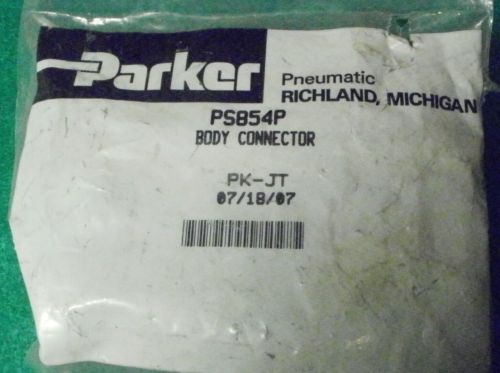 Parker
Pneumatic
RICHLAND, MICHIGAN
PS854P
BODY CONNECTOR
PK-JT
07/18/07